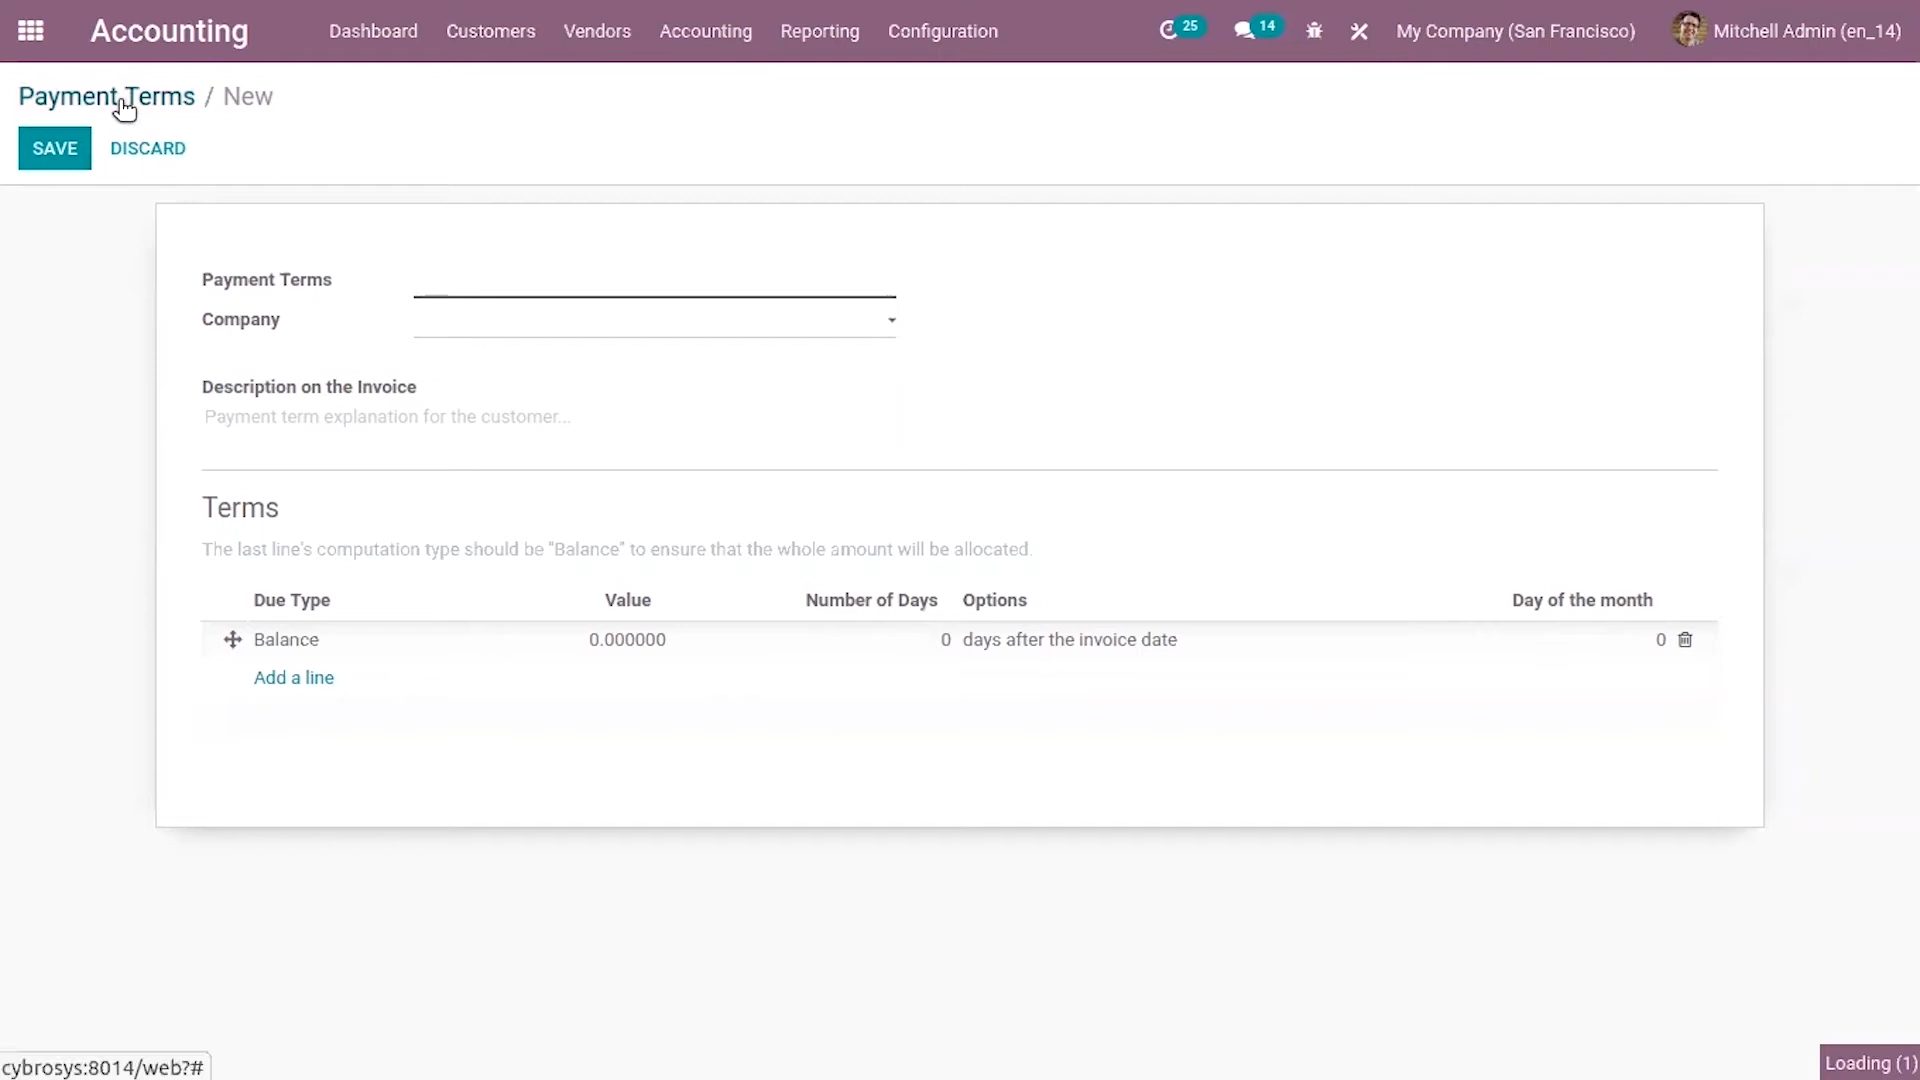 Accounting Dashboard Customers Vendors Accounting Reporting Configuration 25 14 My Company (San Francisco) Mitchell Admin (en_14)
Payment Terms / New
SAVE DISCARD
Payment Terms
Company
Description on the Invoice
Payment term explanation for the customer...
Terms
The last line's computation type should be "Balance" to ensure that the whole amount will be allocated.
Due Type Value Number of Days Options Day of the month
Balance 0.000000 0 days after the invoice date 0
Add a line
cybrosys:8014/web?# Loading (1)